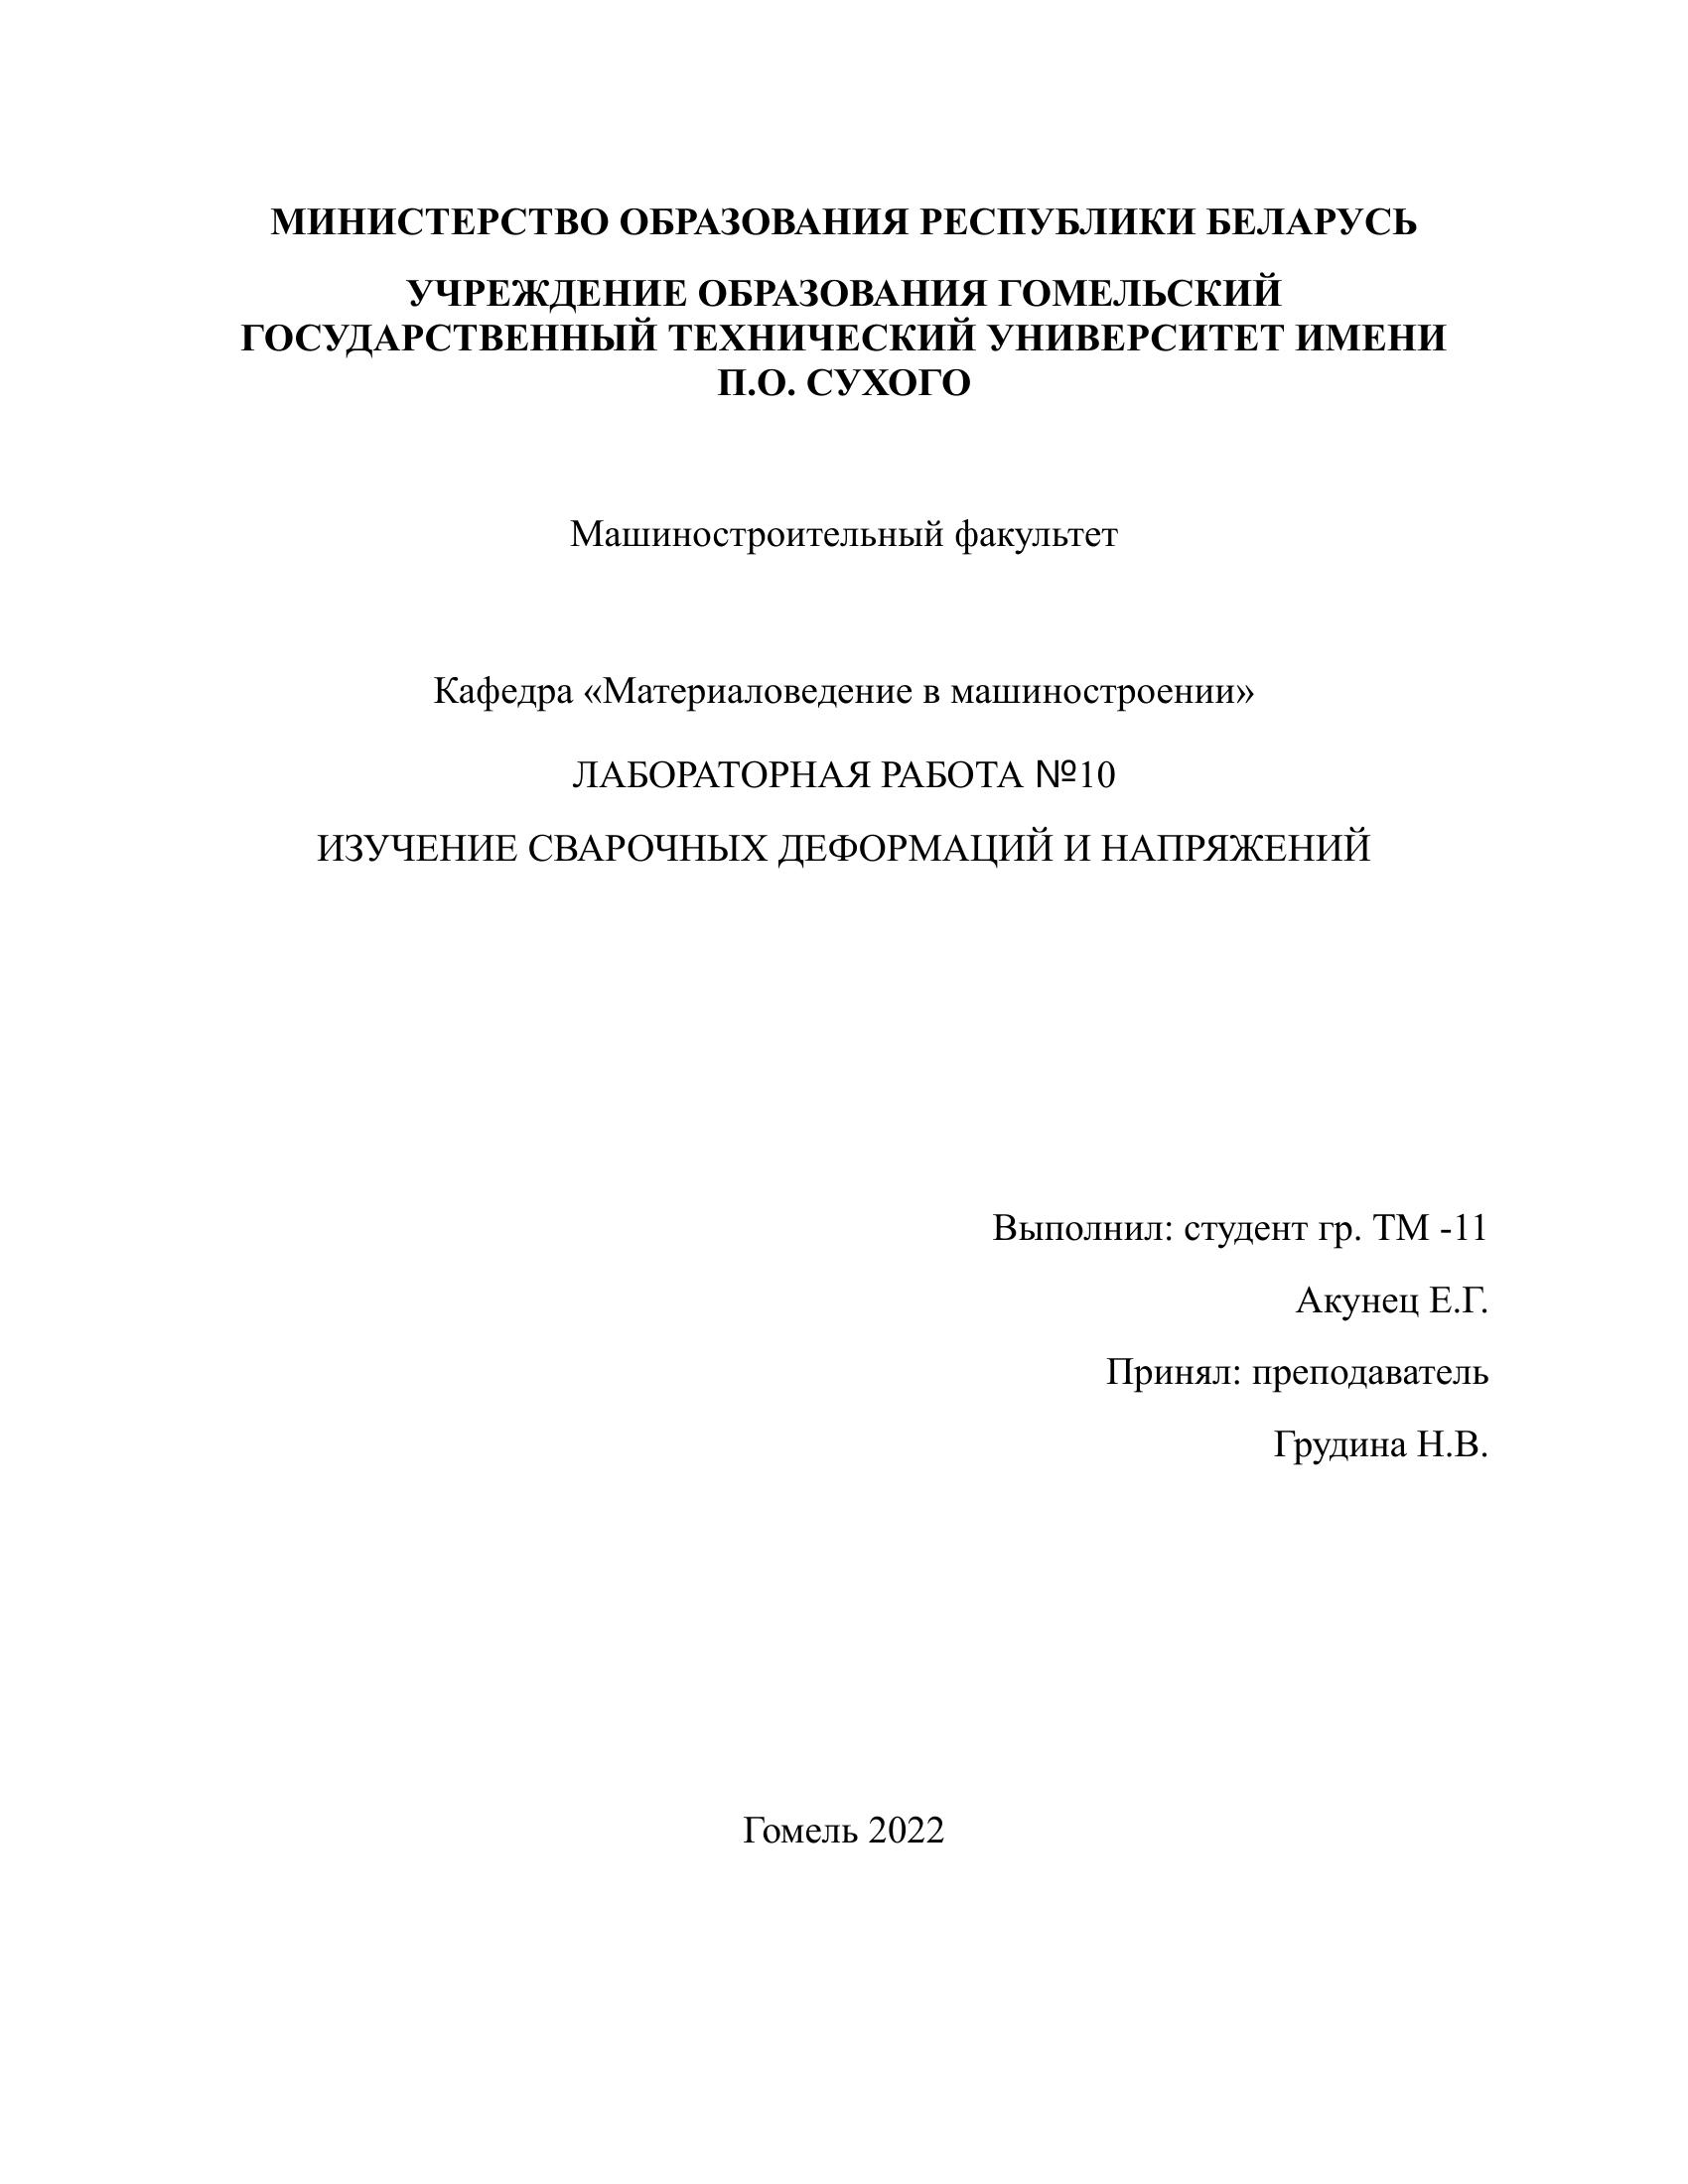 МИНИСТЕРСТВО ОБРАЗОВАНИЯ РЕСПУБЛИКИ БЕЛАРУСЬ
УЧРЕЖДЕНИЕ ОБРАЗОВАНИЯ ГОМЕЛЬСКИЙ
ГОСУДАРСТВЕННЫЙ ТЕХНИЧЕСКИЙ УНИВЕРСИТЕТ ИМЕНИ
П.О. СУХОГО
Машиностроительный факультет
Кафедра «Материаловедение в машиностроении»
ЛАБОРАТОРНАЯ РАБОТА №10
ИЗУЧЕНИЕ СВАРОЧНЫХ ДЕФОРМАЦИЙ И НАПРЯЖЕНИЙ
Выполнил: студент гр. ТМ -11
Акунец Е.Г.
Принял: преподаватель
Грудина Н.В.
Гомель 2022